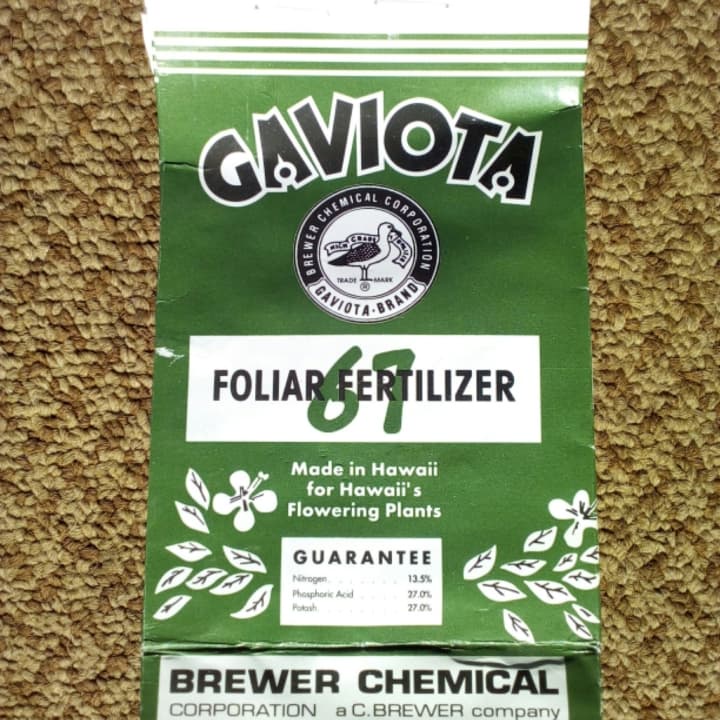 GAVIOTA
BREWER CHEMICAL CORPORATION
HIGH GRADE
TRADE MARK
®
GAVIOTA-BRAND
67
FOLIAR FERTILIZER
Made in Hawaii
for Hawaii's
Flowering Plants
GUARANTEE
Nitrogen . . . . . . . . 13.5%
Phosphoric Acid . . . . . 27.0%
Potash . . . . . . . . . 27.0%
BREWER CHEMICAL
CORPORATION a C.BREWER company